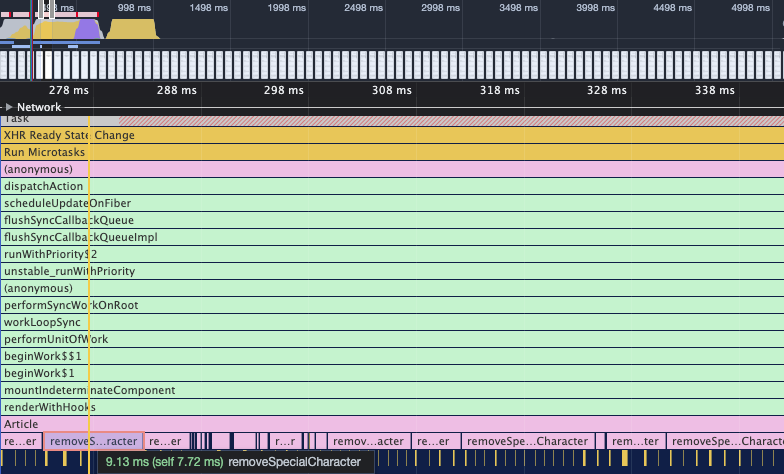 498 ms 998 ms 1498 ms 1998 ms 2498 ms 2998 ms 3498 ms 3998 ms 4498 ms 4998 ms
278 ms 288 ms 298 ms 308 ms 318 ms 328 ms 338 ms
Network
Task
XHR Ready State Change
Run Microtasks
(anonymous)
dispatchAction
scheduleUpdateOnFiber
flushSyncCallbackQueue
flushSyncCallbackQueueImpl
runWithPriority$2
unstable_runWithPriority
(anonymous)
performSyncWorkOnRoot
workLoopSync
performUnitOfWork
beginWork$$1
beginWork$1
mountIndeterminateComponent
renderWithHooks
Article
re...er removeS...racter re...er r...r remov...acter re...er removeSpe...Character rem...ter removeSpe...Charac
9.13 ms (self 7.72 ms) removeSpecialCharacter